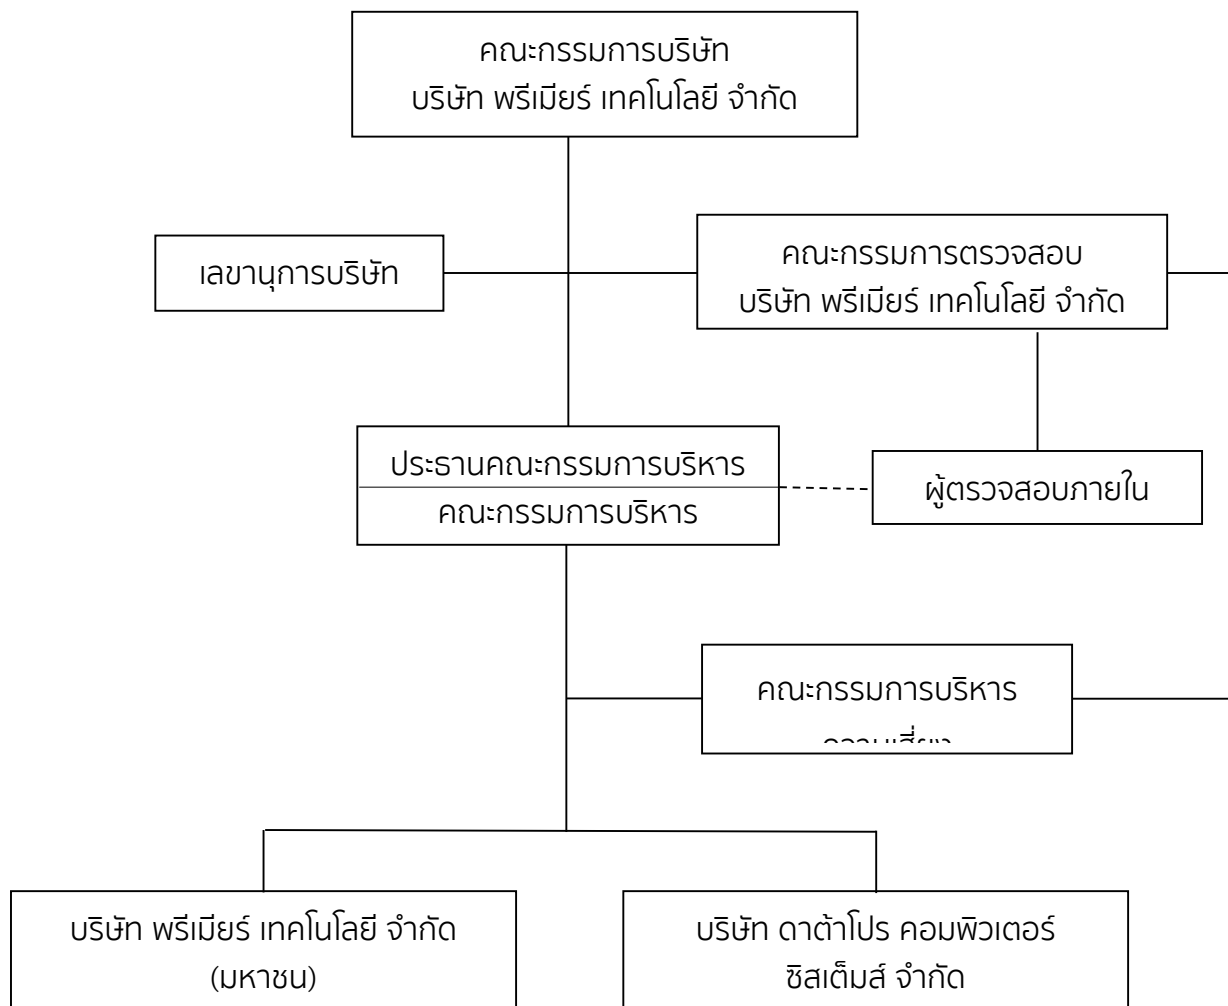 คณะกรรมการบริษัท
บริษัท พรีเมียร์ เทคโนโลยี จำกัด
เลขานุการบริษัท
คณะกรรมการตรวจสอบ
บริษัท พรีเมียร์ เทคโนโลยี จำกัด
ประธานคณะกรรมการบริหาร
คณะกรรมการบริหาร
ผู้ตรวจสอบภายใน
คณะกรรมการบริหาร
บริษัท พรีเมียร์ เทคโนโลยี จำกัด
(มหาชน)
บริษัท ดาต้าโปร คอมพิวเตอร์
ซิสเต็มส์ จำกัด